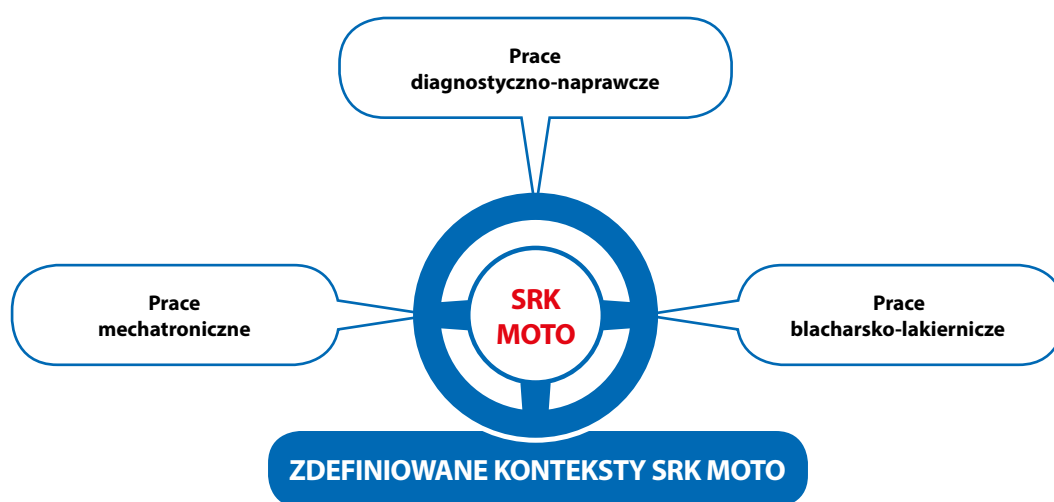 Prace
diagnostyczno-naprawcze
Prace
mechatroniczne
SRK
MOTO
Prace
blacharsko-lakiernicze
ZDEFINIOWANE KONTEKSTY SRK MOTO